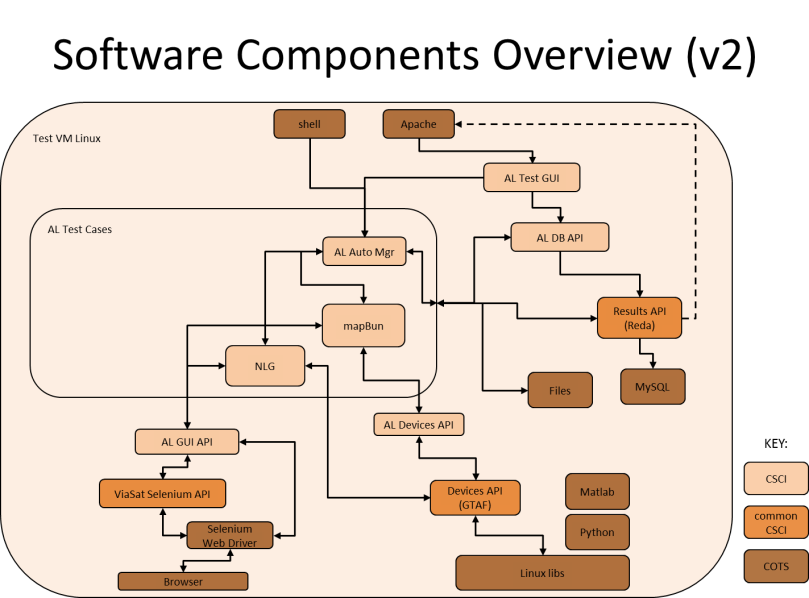 Software Components Overview (v2)
Test VM Linux
shell
Apache
AL Test GUI
AL Test Cases
AL DB API
AL Auto Mgr
Results API
(Reda)
mapBun
NLG
Files
MySQL
AL Devices API
AL GUI API
KEY:
CSCI
ViaSat Selenium API
Devices API
(GTAF)
Matlab
common
CSCI
Selenium
Web Driver
Python
COTS
Linux libs
Browser